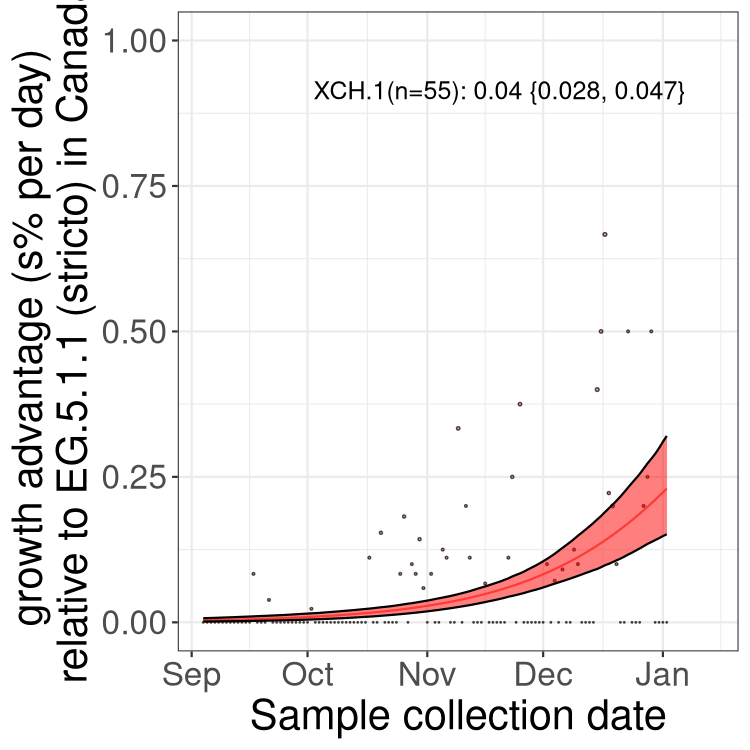 growth advantage (s% per day)
relative to EG.5.1.1 (stricto) in Canada
1.00
XCH.1(n=55): 0.04 {0.028, 0.047}
0.75
0.50
0.25
0.00
Sep Oct Nov Dec Jan
Sample collection date